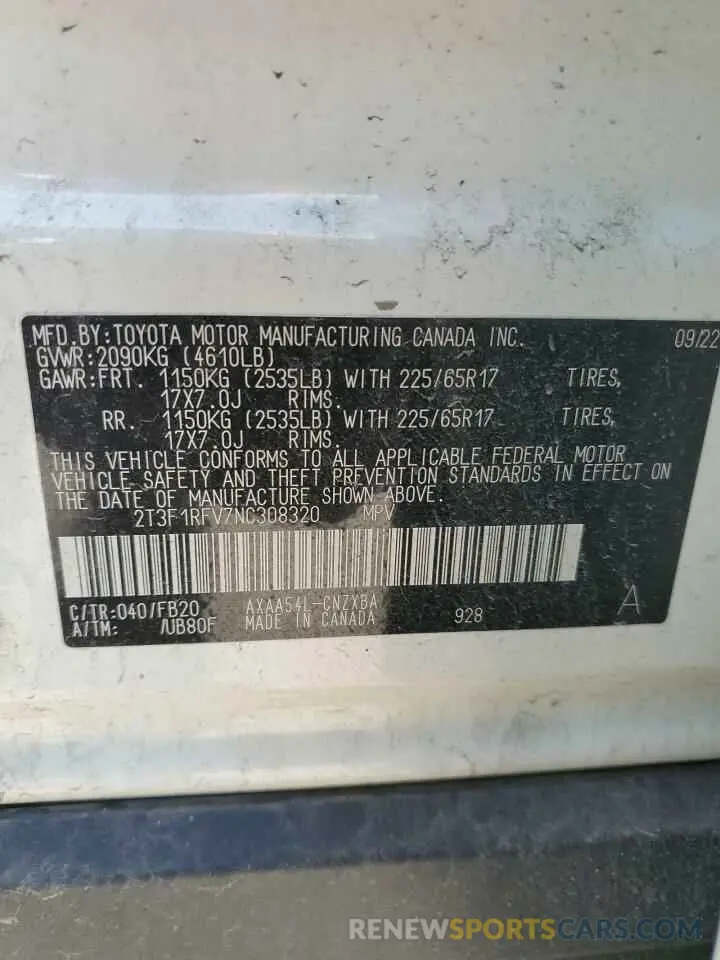 MFD.BY:TOYOTA MOTOR MANUFACTURING CANADA INC. 09/22
GVWR:2090KG (4610LB)
GAWR:FRT. 1150KG (2535LB) WITH 225/65R17 TIRES,
17X7.0J RIMS.
RR. 1150KG (2535LB) WITH 225/65R17 TIRES,
17X7.0J RIMS.
THIS VEHICLE CONFORMS TO ALL APPLICABLE FEDERAL MOTOR
VEHICLE SAFETY AND THEFT PREVENTION STANDARDS IN EFFECT ON
THE DATE OF MANUFACTURE SHOWN ABOVE.
2T3F1RFV7NC308320 MPV
C/TR:040/FB20 AXAA54L-CNZXBA
A/TM: /UB80F MADE IN CANADA 928 A
RENEWSPORTSCARS.COM